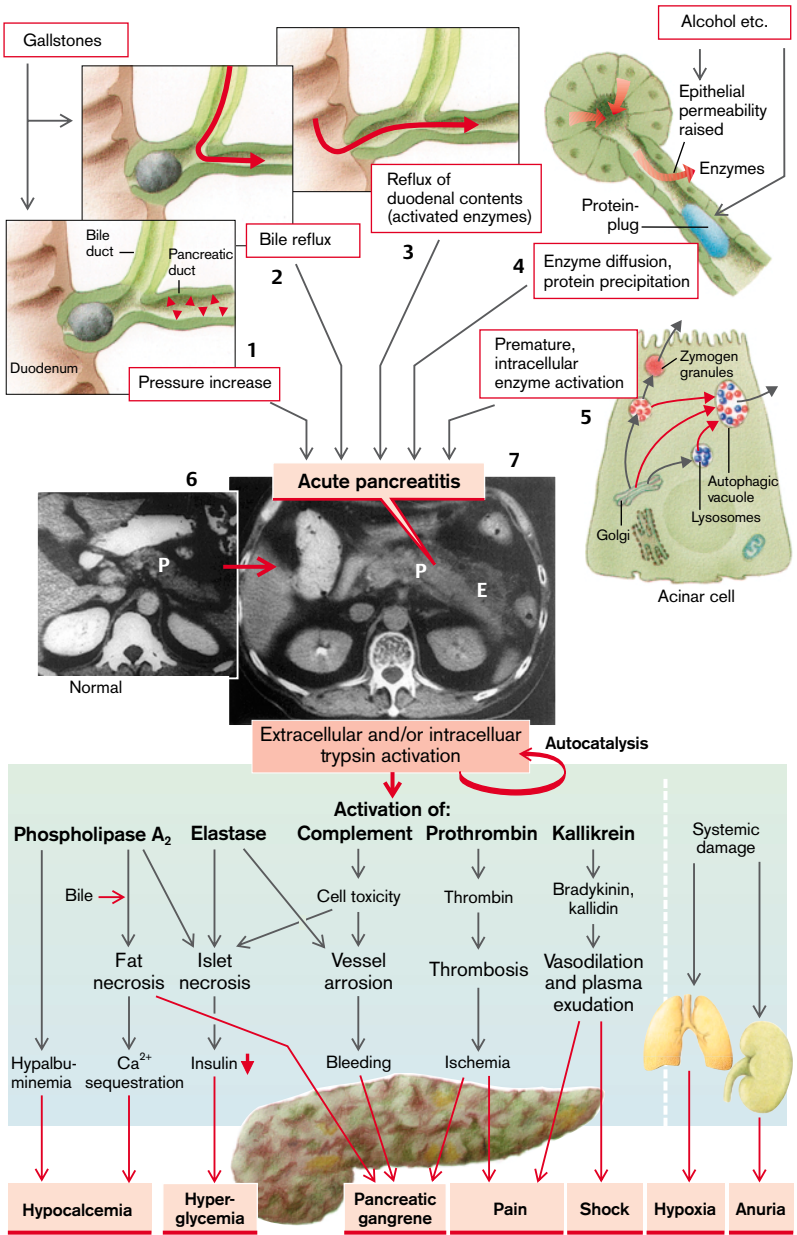 Gallstones
Alcohol etc.
Epithelial
permeability
raised
Enzymes
Protein-
plug
Reflux of
duodenal contents
(activated enzymes)
3
Bile reflux
2
Bile
duct
Pancreatic
duct
Duodenum
1
Pressure increase
4
Enzyme diffusion,
protein precipitation
Premature,
intracellular
enzyme activation
5
Zymogen
granules
Autophagic
vacuole
Lysosomes
Golgi
Acinar cell
Acute pancreatitis
6
7
P
P
E
Normal
Extracellular and/or intracelluar
trypsin activation
Autocatalysis
Activation of:
Phospholipase A2
Elastase
Complement
Prothrombin
Kallikrein
Systemic
damage
Bile
Cell toxicity
Thrombin
Bradykinin,
kallidin
Fat
necrosis
Islet
necrosis
Vessel
arrosion
Thrombosis
Vasodilation
and plasma
exudation
Hypalbu-
minemia
Ca2+
sequestration
Insulin
Bleeding
Ischemia
Hypocalcemia
Hyper-
glycemia
Pancreatic
gangrene
Pain
Shock
Hypoxia
Anuria